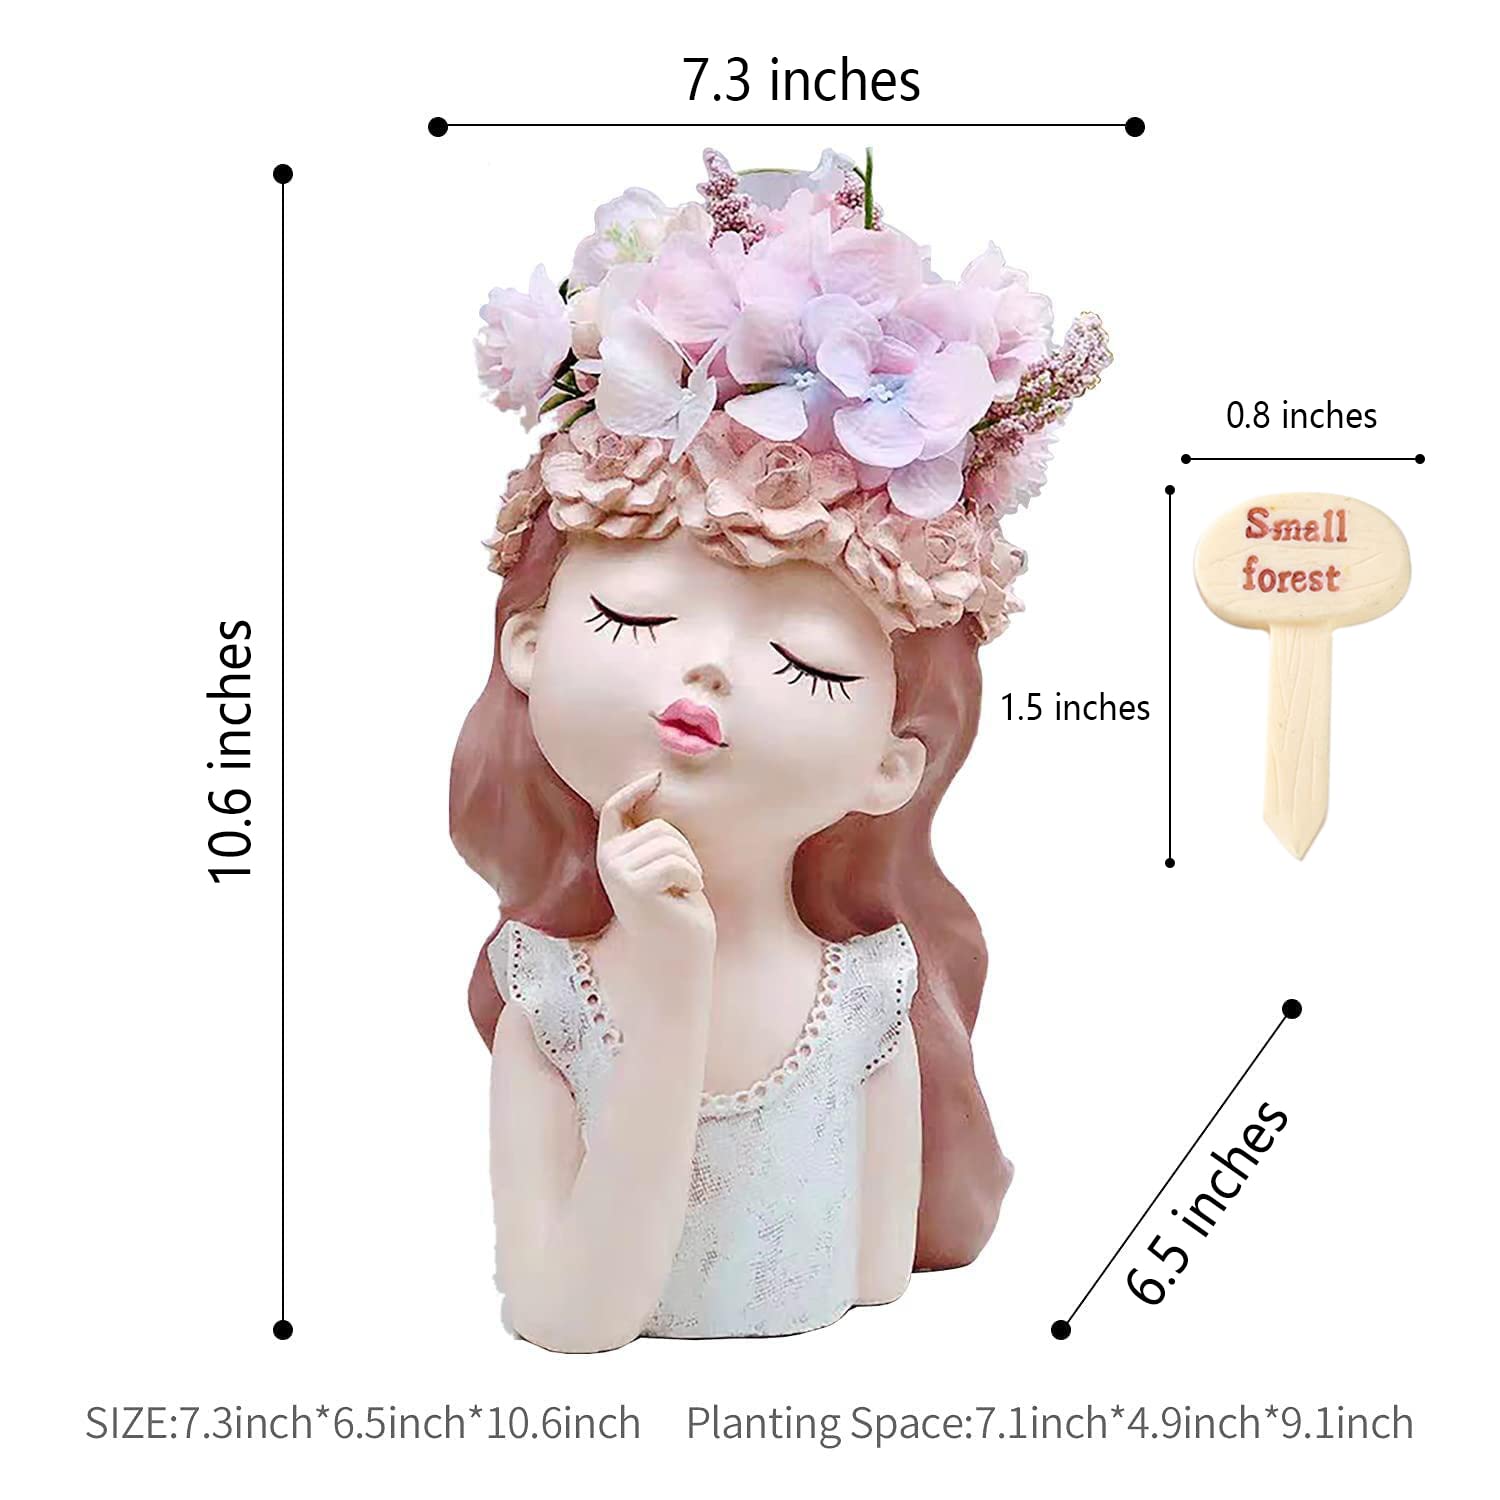 7.3 inches
10.6 inches
0.8 inches
1.5 inches
Small
forest
6.5 inches
SIZE:7.3inch*6.5inch*10.6inch Planting Space:7.1inch*4.9inch*9.1inch